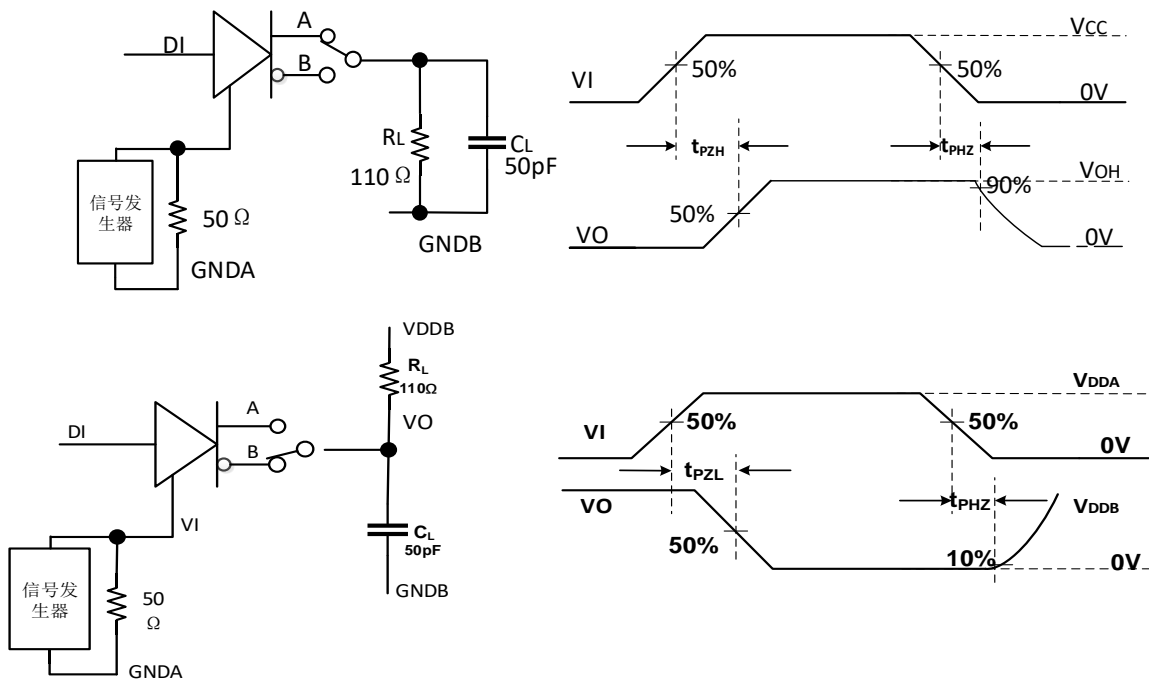 DI
A
B
RL
110 Ω
CL
50pF
GNDB
信号发
生器
50 Ω
GNDA
VCC
VI
50%
50%
0V
tPZH
tPHZ
VOH
90%
50%
VO
0V
VDDB
RL
110Ω
VO
A
DI
B
VI
CL
50pF
GNDB
信号发
生器
50
Ω
GNDA
VDDA
VI
50%
50%
0V
tPZL
tPHZ
VO
VDDB
50%
10%
0V